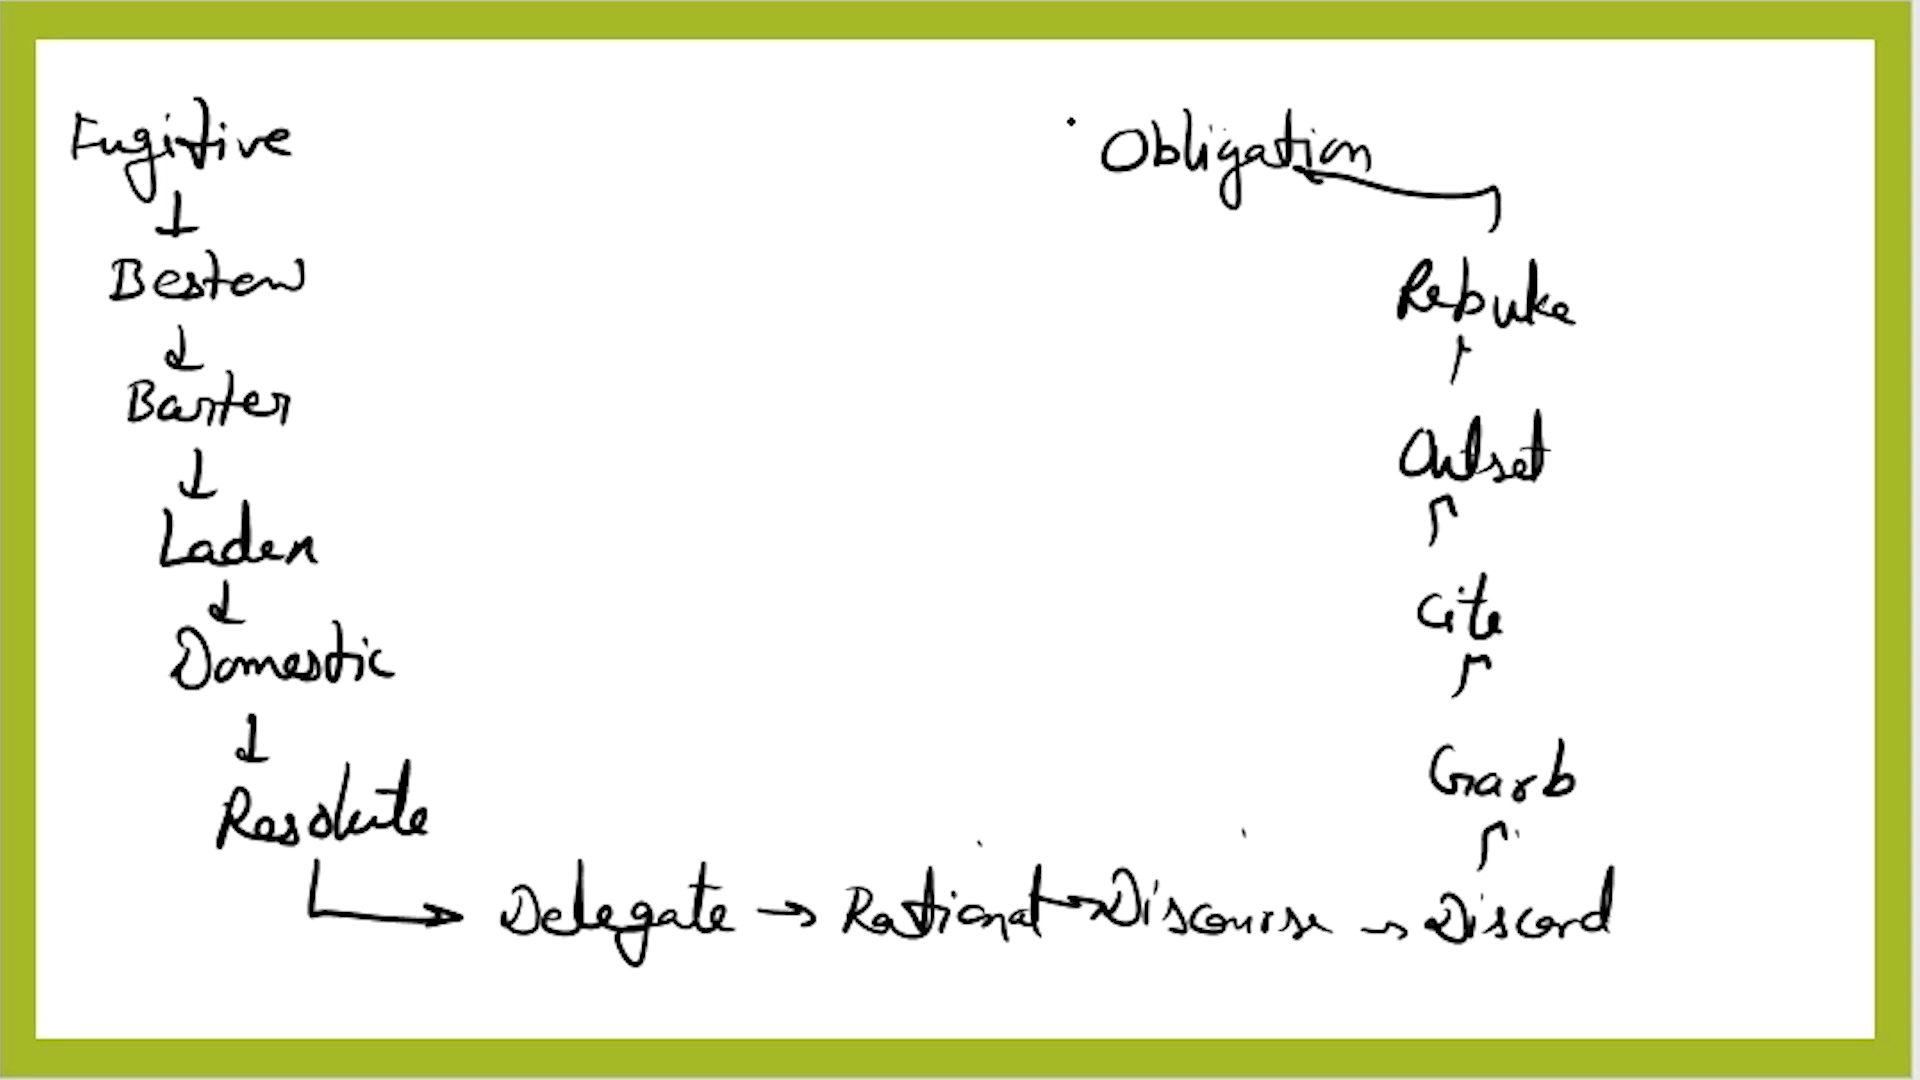 Fugitive
Obligation
Bestow
Rebuke
Barter
Outset
Laden
Cite
Domestic
Garb
Resolute
Delegate → Rational → Discourse → Discord